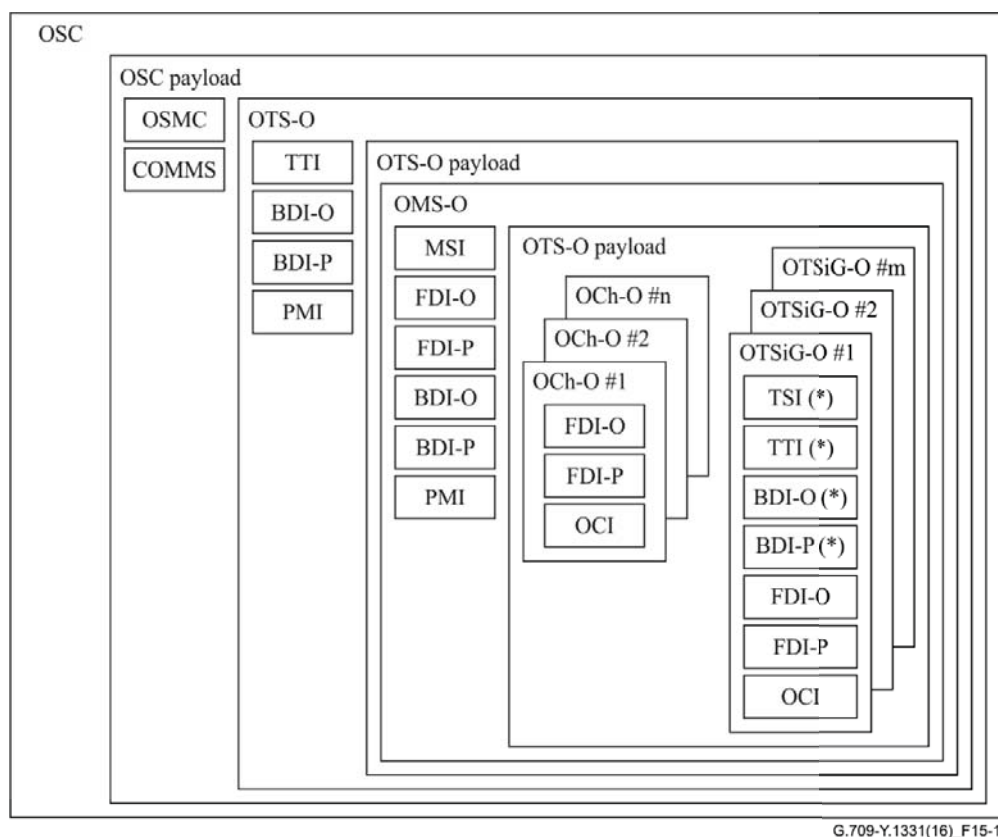 OSC
OSC payload
OSMC
COMMS
OTS-O
TTI
BDI-O
BDI-P
PMI
OTS-O payload
OMS-O
MSI
FDI-O
FDI-P
BDI-O
BDI-P
PMI
OTS-O payload
OCh-O #n
OCh-O #2
OCh-O #1
FDI-O
FDI-P
OCI
OTSiG-O #m
OTSiG-O #2
OTSiG-O #1
TSI (*)
TTI (*)
BDI-O (*)
BDI-P (*)
FDI-O
FDI-P
OCI
G.709-Y.1331(16)_F15-1